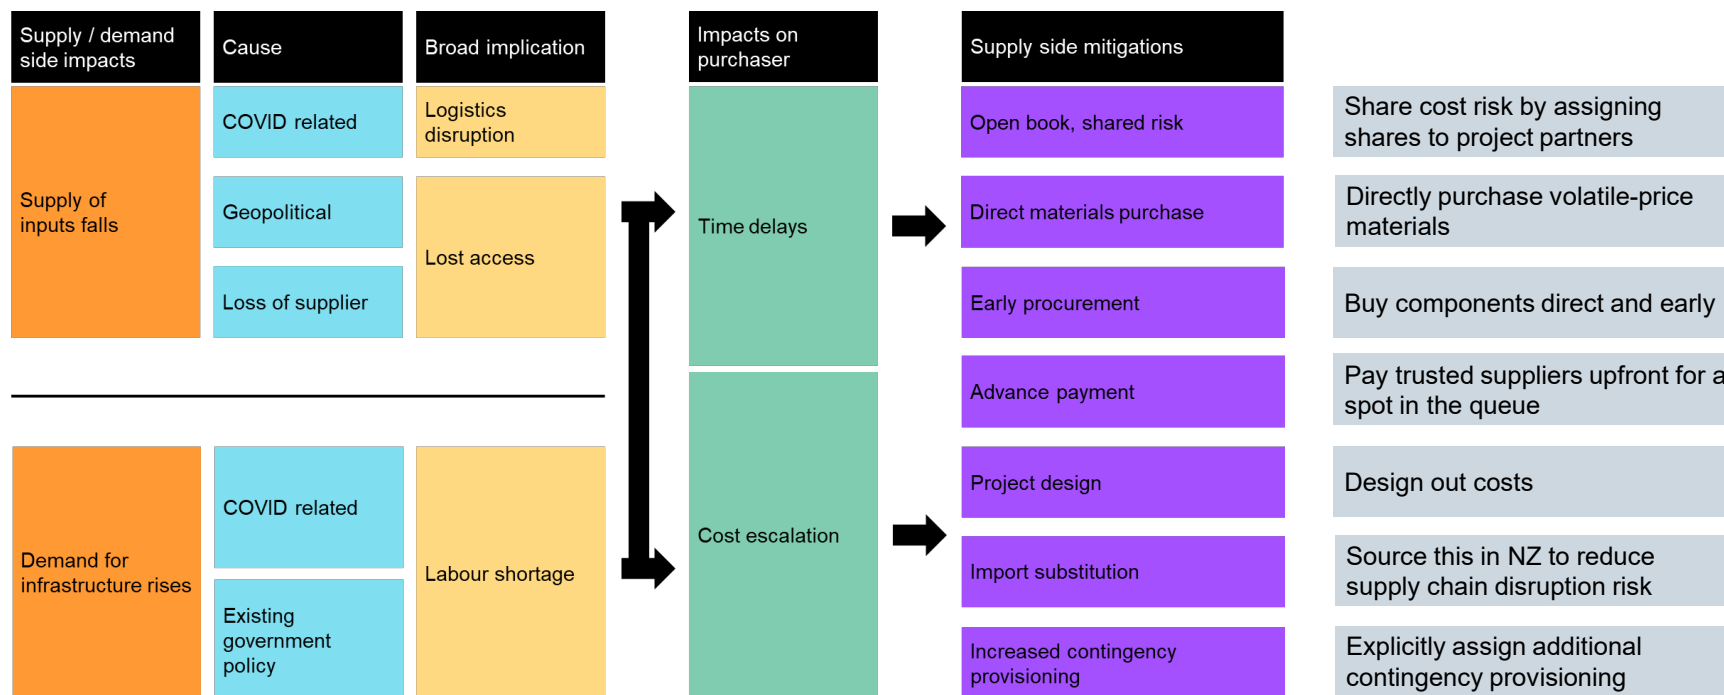 Supply / demand
side impacts
Cause
Broad implication
Impacts on
purchaser
Supply side mitigations
Supply of
inputs falls
COVID related
Geopolitical
Loss of supplier
Logistics
disruption
Lost access
Demand for
infrastructure rises
COVID related
Existing
government
policy
Labour shortage
Time delays
Cost escalation
Open book, shared risk
Share cost risk by assigning
shares to project partners
Direct materials purchase
Directly purchase volatile-price
materials
Early procurement
Buy components direct and early
Advance payment
Pay trusted suppliers upfront for a
spot in the queue
Project design
Design out costs
Import substitution
Source this in NZ to reduce
supply chain disruption risk
Increased contingency
provisioning
Explicitly assign additional
contingency provisioning